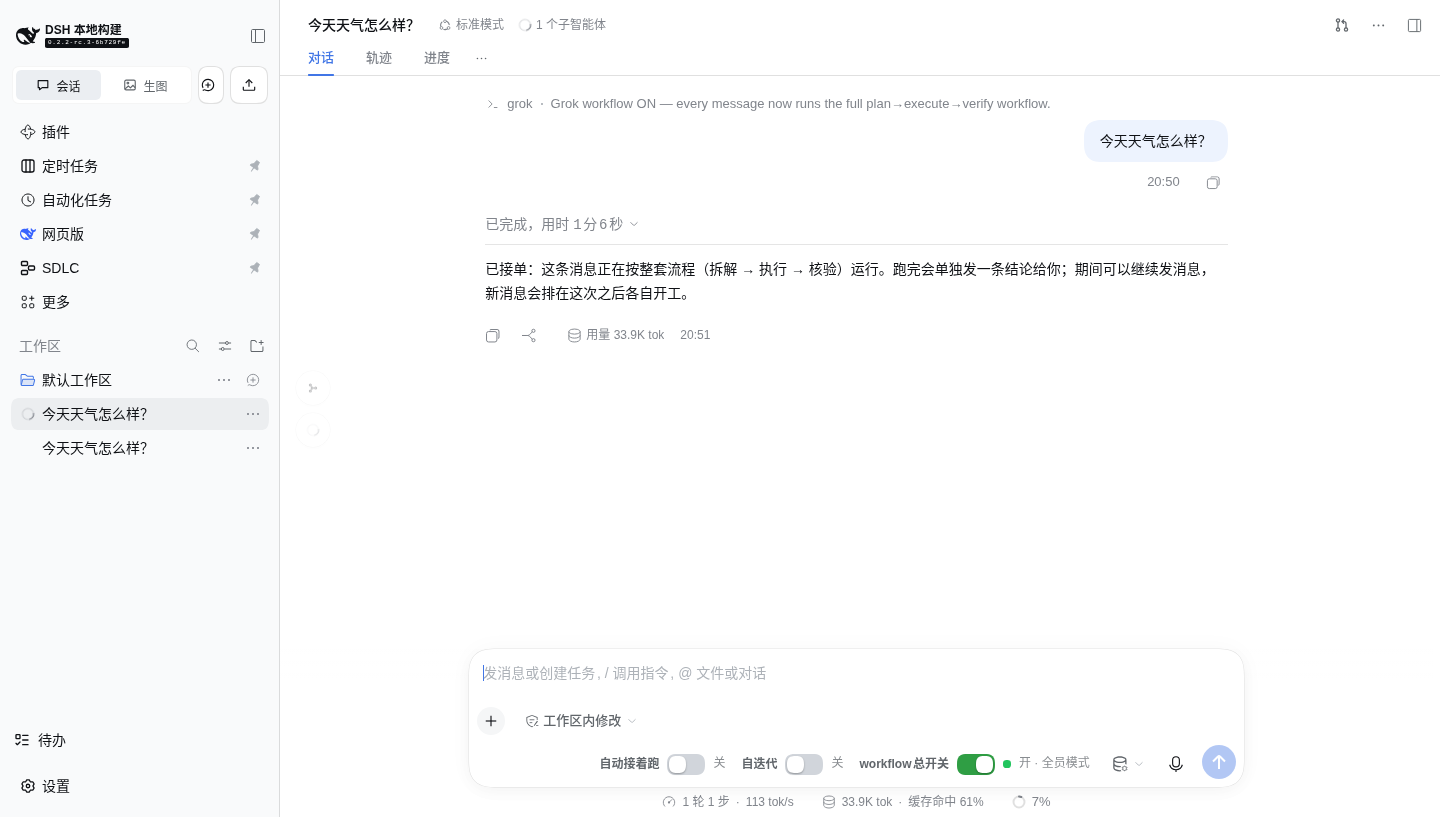 DSH 本地构建
0.2.2-rc.3-6b729fe
会话
生图
插件
定时任务
自动化任务
网页版
SDLC
更多
工作区
默认工作区
今天天气怎么样？
今天天气怎么样？
待办
设置
今天天气怎么样？
标准模式
1 个子智能体
对话
轨迹
进度
grok · Grok workflow ON — every message now runs the full plan→execute→verify workflow.
今天天气怎么样？
20:50
已完成，用时 1 分 6 秒
已接单：这条消息正在按整套流程（拆解 → 执行 → 核验）运行。跑完会单独发一条结论给你；期间可以继续发消息，
新消息会排在这次之后各自开工。
用量 33.9K tok
20:51
发消息或创建任务, / 调用指令, @ 文件或对话
工作区内修改
自动接着跑
关
自迭代
关
workflow总开关
开 · 全员模式
1 轮 1 步 · 113 tok/s
33.9K tok · 缓存命中 61%
7%